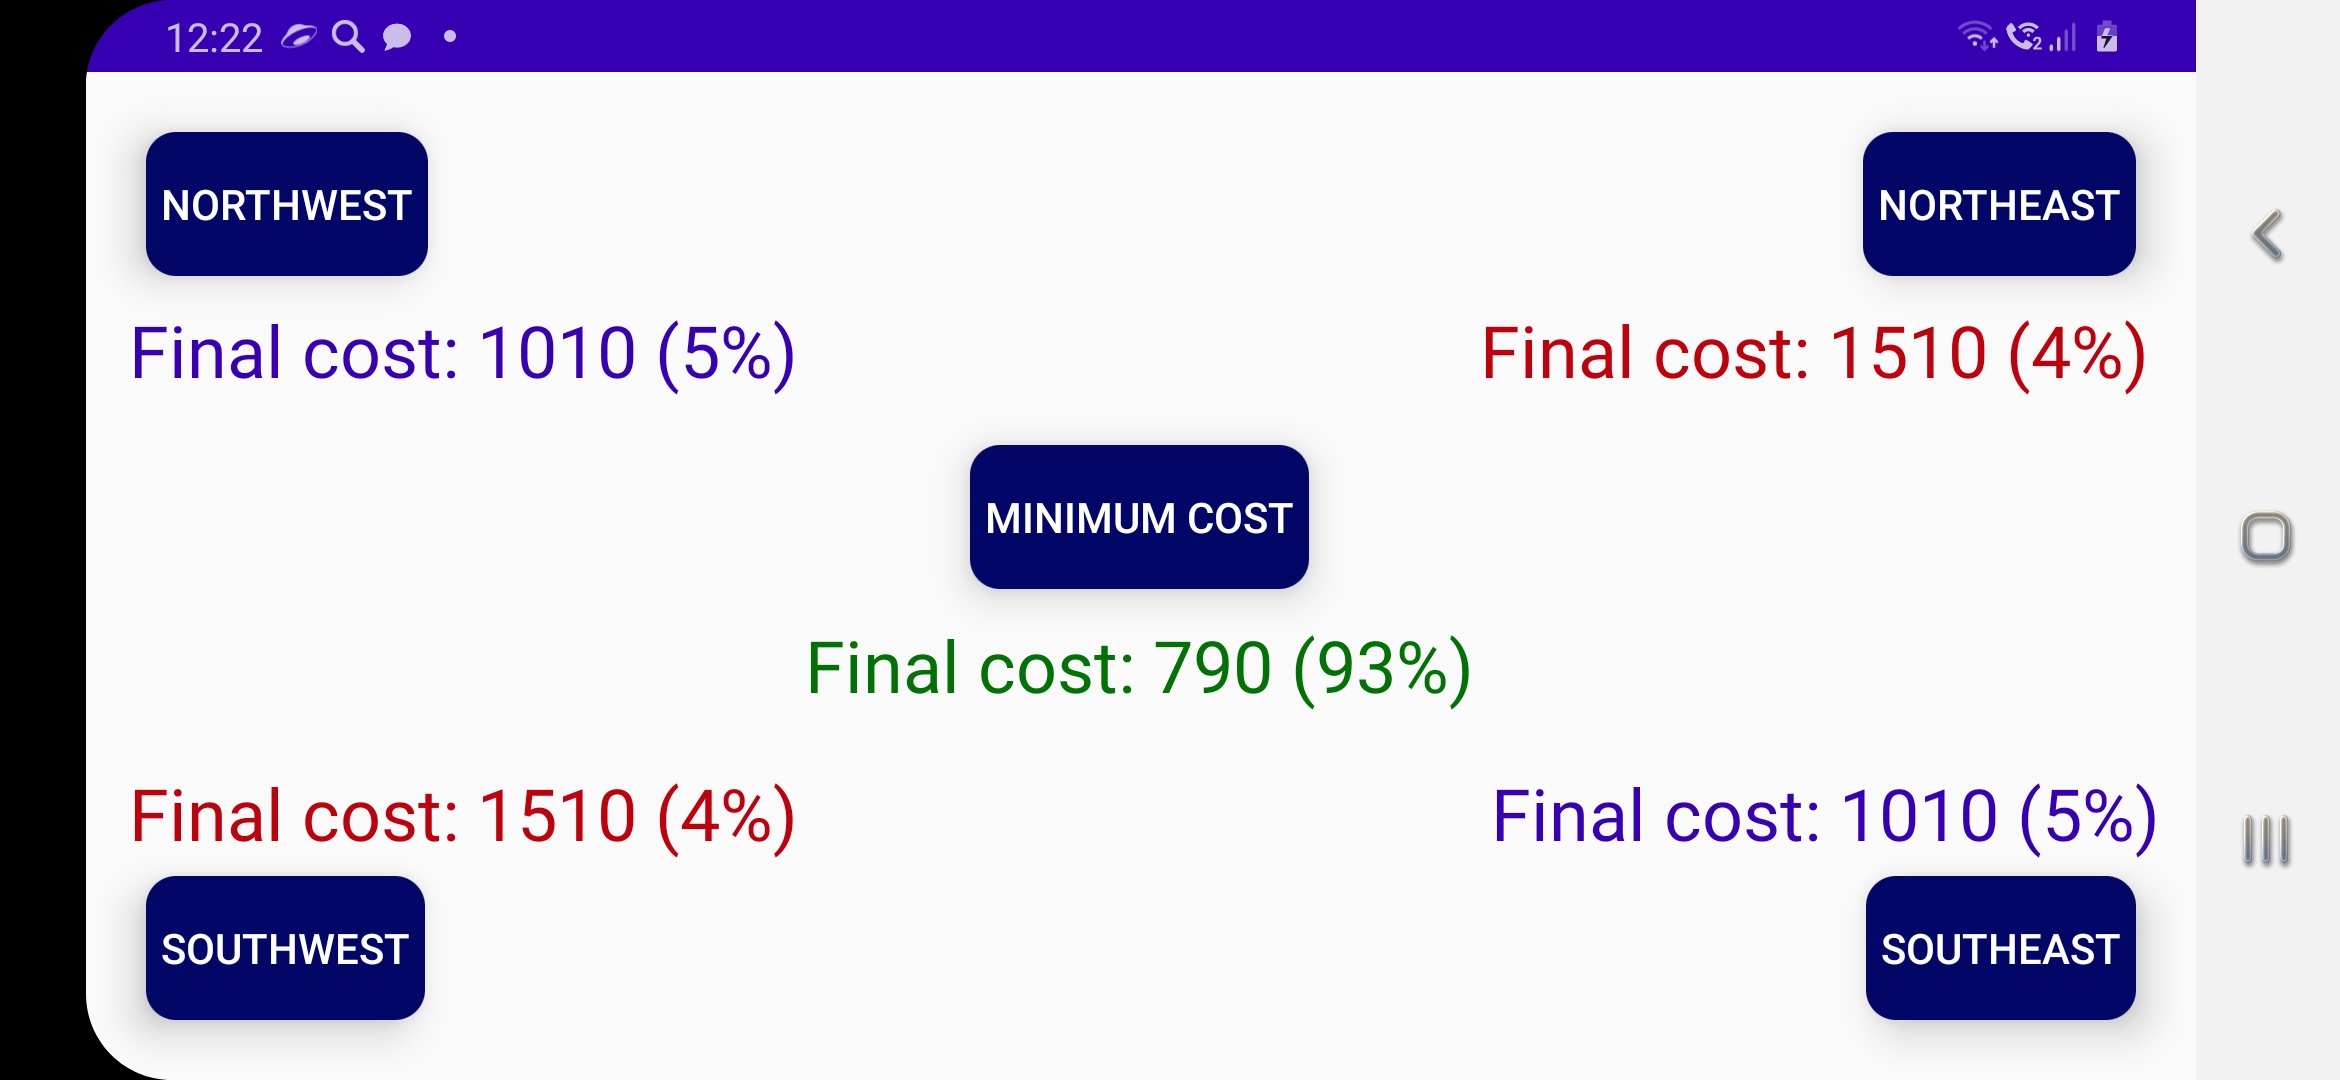 12:22
NORTHWEST
NORTHEAST
Final cost: 1010 (5%)
Final cost: 1510 (4%)
MINIMUM COST
Final cost: 790 (93%)
Final cost: 1510 (4%)
Final cost: 1010 (5%)
SOUTHWEST
SOUTHEAST